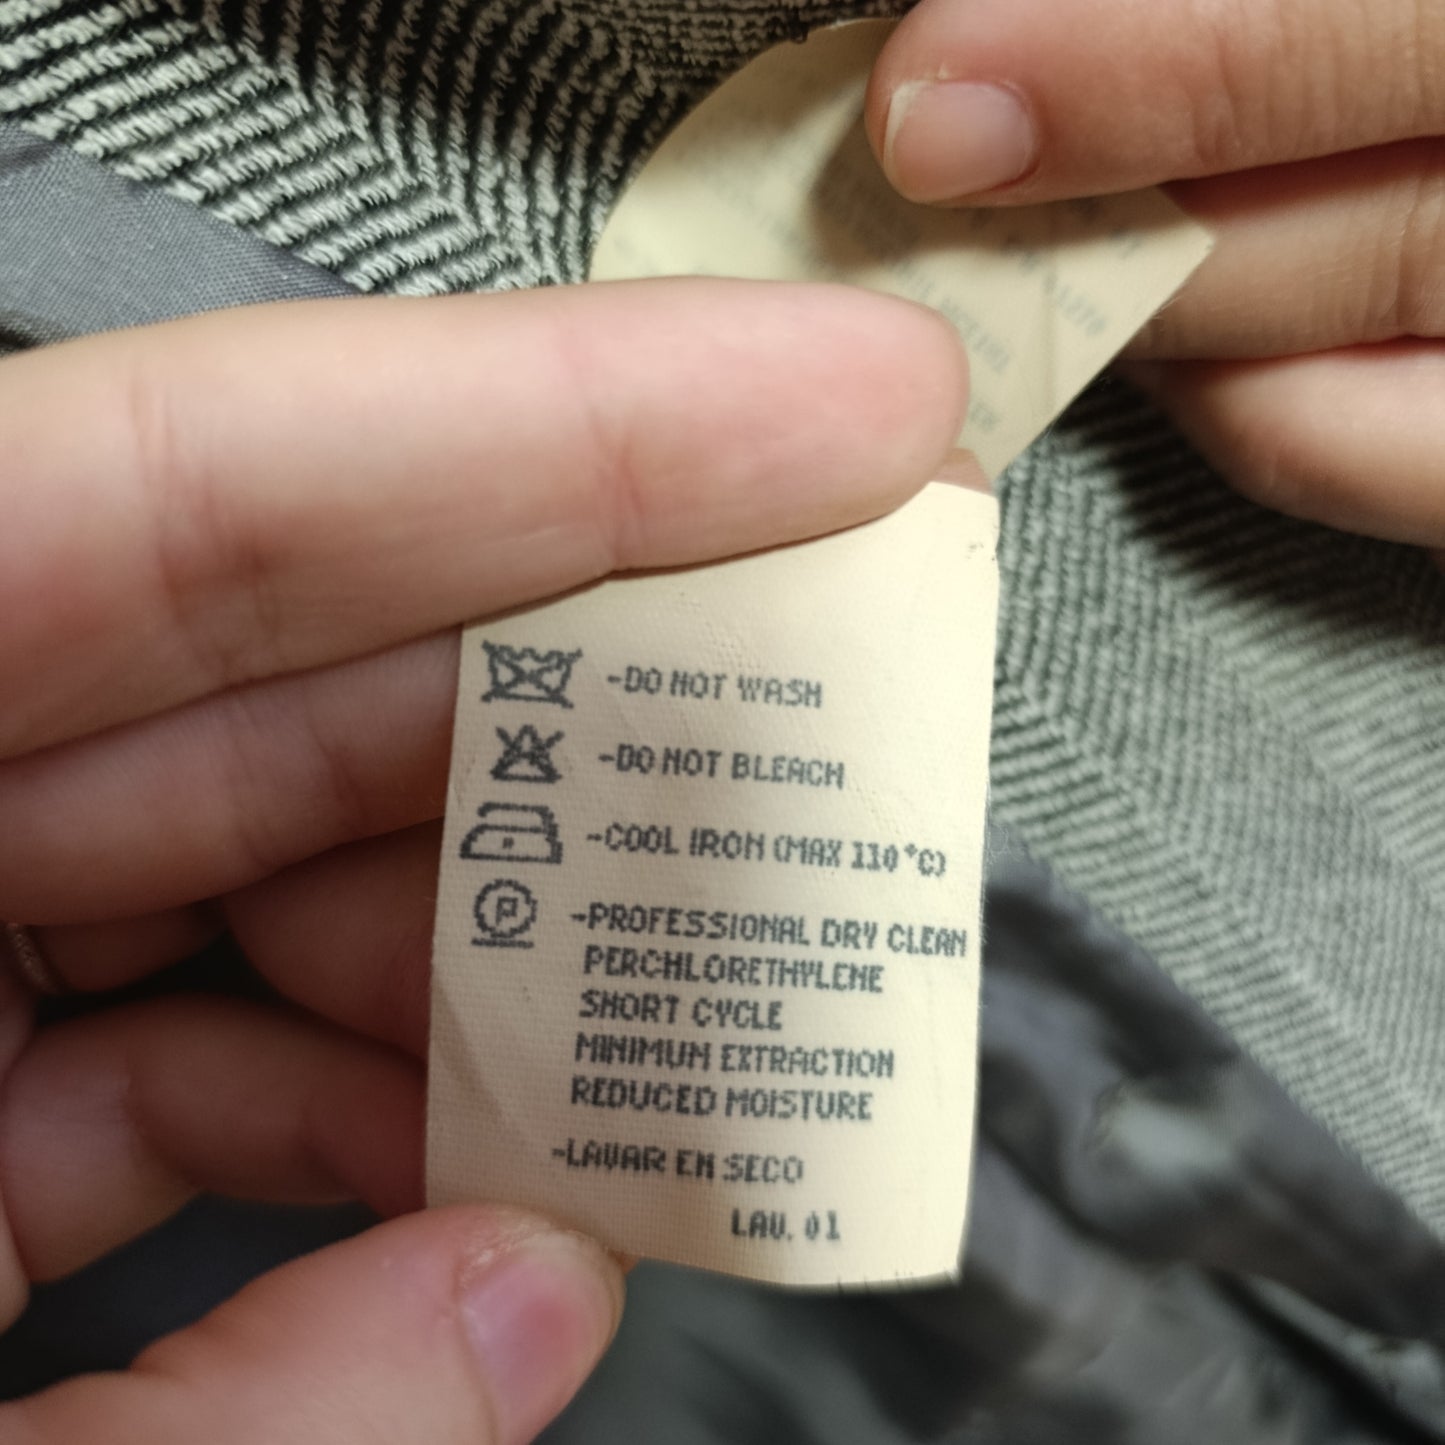 -DO NOT WASH
-DO NOT BLEACH
-COOL IRON (MAX 110°C)
P -PROFESSIONAL DRY CLEAN
PERCHLORETHYLENE
SHORT CYCLE
MINIMUM EXTRACTION
REDUCED MOISTURE
-LAVAR EN SECO
LAV. 01